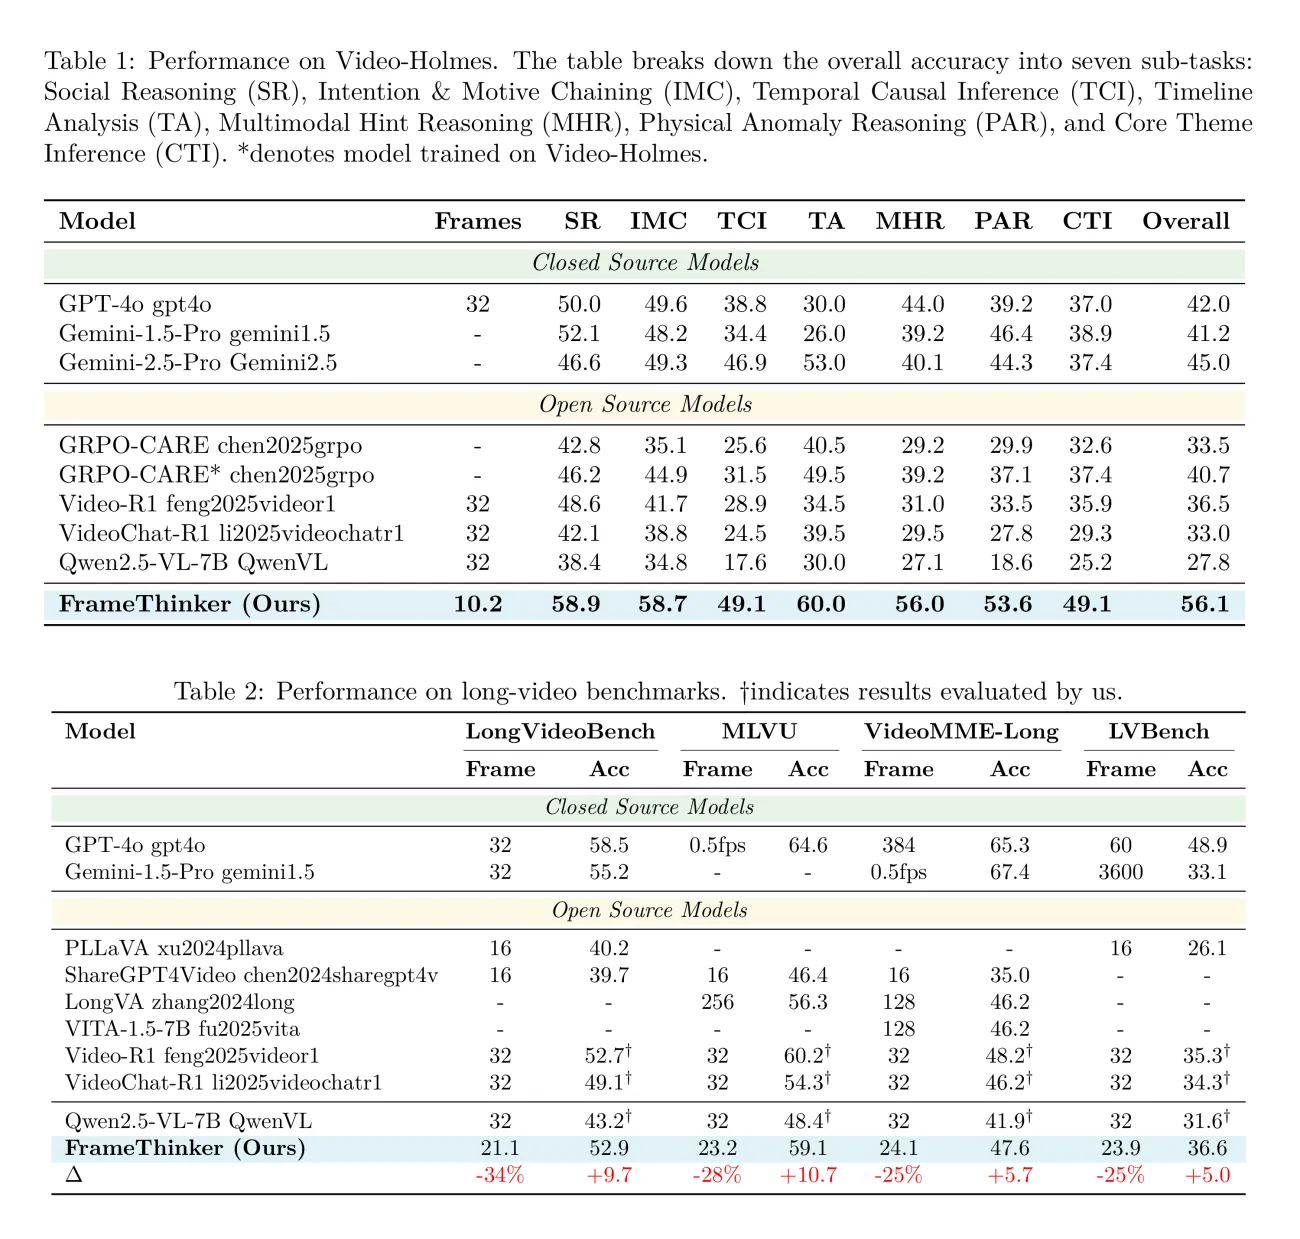 Table 1: Performance on Video-Holmes. The table breaks down the overall accuracy into seven sub-tasks:
Social Reasoning (SR), Intention & Motive Chaining (IMC), Temporal Causal Inference (TCI), Timeline
Analysis (TA), Multimodal Hint Reasoning (MHR), Physical Anomaly Reasoning (PAR), and Core Theme
Inference (CTI). *denotes model trained on Video-Holmes.
Model Frames SR IMC TCI TA MHR PAR CTI Overall
Closed Source Models
GPT-4o gpt4o 32 50.0 49.6 38.8 30.0 44.0 39.2 37.0 42.0
Gemini-1.5-Pro gemini1.5 - 52.1 48.2 34.4 26.0 39.2 46.4 38.9 41.2
Gemini-2.5-Pro Gemini2.5 - 46.6 49.3 46.9 53.0 40.1 44.3 37.4 45.0
Open Source Models
GRPO-CARE chen2025grpo - 42.8 35.1 25.6 40.5 29.2 29.9 32.6 33.5
GRPO-CARE* chen2025grpo - 46.2 44.9 31.5 49.5 39.2 37.1 37.4 40.7
Video-R1 feng2025videor1 32 48.6 41.7 28.9 34.5 31.0 33.5 35.9 36.5
VideoChat-R1 li2025videochatr1 32 42.1 38.8 24.5 39.5 29.5 27.8 29.3 33.0
Qwen2.5-VL-7B QwenVL 32 38.4 34.8 17.6 30.0 27.1 18.6 25.2 27.8
FrameThinker (Ours) 10.2 58.9 58.7 49.1 60.0 56.0 53.6 49.1 56.1
Table 2: Performance on long-video benchmarks. †indicates results evaluated by us.
Model LongVideoBench MLVU VideoMME-Long LVBench
Frame Acc Frame Acc Frame Acc Frame Acc
Closed Source Models
GPT-4o gpt4o 32 58.5 0.5fps 64.6 384 65.3 60 48.9
Gemini-1.5-Pro gemini1.5 32 55.2 - - 0.5fps 67.4 3600 33.1
Open Source Models
PLLaVA xu2024pllava 16 40.2 - - - - 16 26.1
ShareGPT4Video chen2024sharegpt4v 16 39.7 16 46.4 16 35.0 - -
LongVA zhang2024long - - 256 56.3 128 46.2 - -
VITA-1.5-7B fu2025vita - - - - 128 46.2 - -
Video-R1 feng2025videor1 32 52.7† 32 60.2† 32 48.2† 32 35.3†
VideoChat-R1 li2025videochatr1 32 49.1† 32 54.3† 32 46.2† 32 34.3†
Qwen2.5-VL-7B QwenVL 32 43.2† 32 48.4† 32 41.9† 32 31.6†
FrameThinker (Ours) 21.1 52.9 23.2 59.1 24.1 47.6 23.9 36.6
Δ -34% +9.7 -28% +10.7 -25% +5.7 -25% +5.0